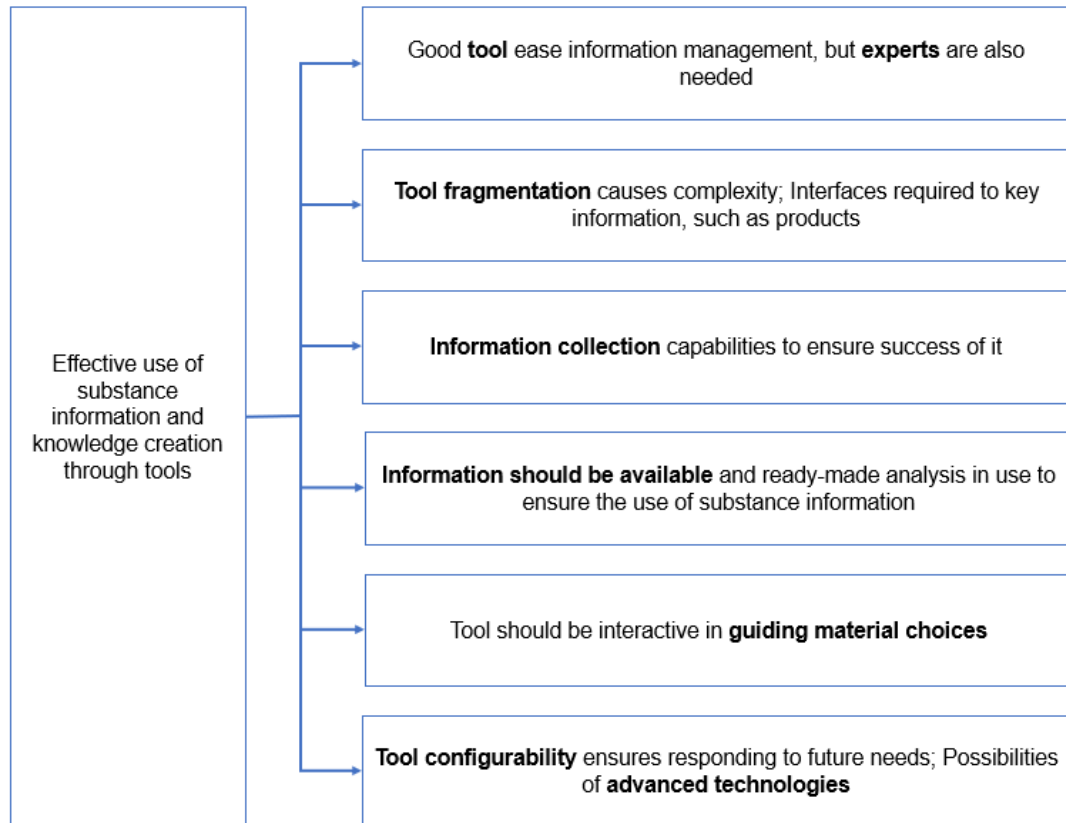 Effective use of
substance
information and
knowledge creation
through tools
Good tool ease information management, but experts are also
needed
Tool fragmentation causes complexity; Interfaces required to key
information, such as products
Information collection capabilities to ensure success of it
Information should be available and ready-made analysis in use to
ensure the use of substance information
Tool should be interactive in guiding material choices
Tool configurability ensures responding to future needs; Possibilities
of advanced technologies